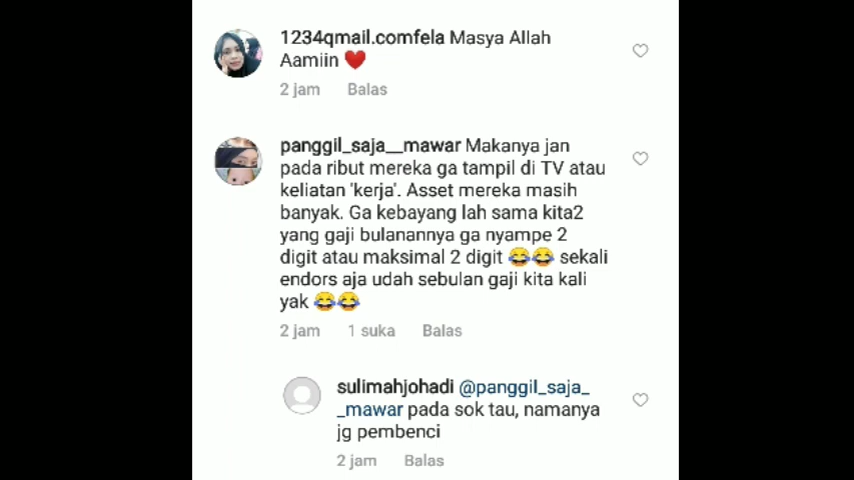 1234qmail.comfela Masya Allah
Aamiin ❤️
2 jam Balas
panggil_saja__mawar Makanya jan
pada ribut mereka ga tampil di TV atau
keliatan 'kerja'. Asset mereka masih
banyak. Ga kebayang lah sama kita2
yang gaji bulanannya ga nyampe 2
digit atau maksimal 2 digit 😂😂 sekali
endors aja udah sebulan gaji kita kali
yak 😂😂
2 jam 1 suka Balas
sulimahjohadi @panggil_saja_
_mawar pada sok tau, namanya
jg pembenci
2 jam Balas